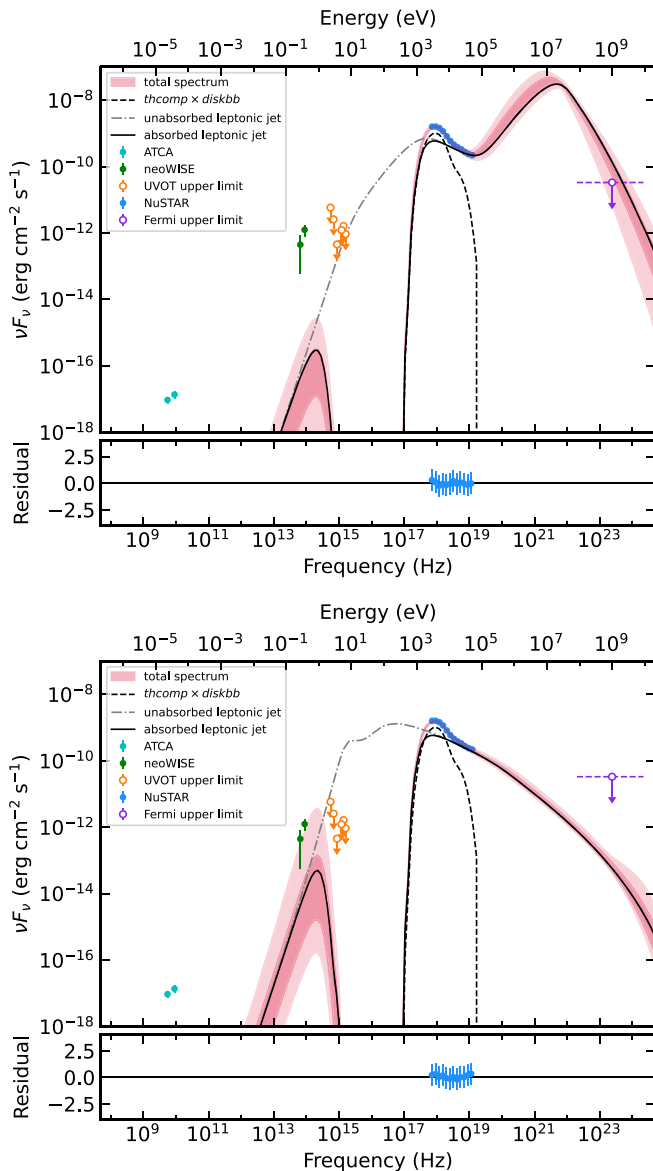 Energy (eV)
10⁻⁵ 10⁻³ 10⁻¹ 10¹ 10³ 10⁵ 10⁷ 10⁹
total spectrum
thcomp × diskbb
unabsorbed leptonic jet
absorbed leptonic jet
ATCA
neoWISE
UVOT upper limit
NuSTAR
Fermi upper limit
νFν (erg cm⁻² s⁻¹)
10⁻⁸
10⁻¹⁰
10⁻¹²
10⁻¹⁴
10⁻¹⁶
10⁻¹⁸
Residual
2.5
0.0
−2.5
10⁹ 10¹¹ 10¹³ 10¹⁵ 10¹⁷ 10¹⁹ 10²¹ 10²³
Frequency (Hz)
Energy (eV)
10⁻⁵ 10⁻³ 10⁻¹ 10¹ 10³ 10⁵ 10⁷ 10⁹
total spectrum
thcomp × diskbb
unabsorbed leptonic jet
absorbed leptonic jet
ATCA
neoWISE
UVOT upper limit
NuSTAR
Fermi upper limit
νFν (erg cm⁻² s⁻¹)
10⁻⁸
10⁻¹⁰
10⁻¹²
10⁻¹⁴
10⁻¹⁶
10⁻¹⁸
Residual
2.5
0.0
−2.5
10⁹ 10¹¹ 10¹³ 10¹⁵ 10¹⁷ 10¹⁹ 10²¹ 10²³
Frequency (Hz)